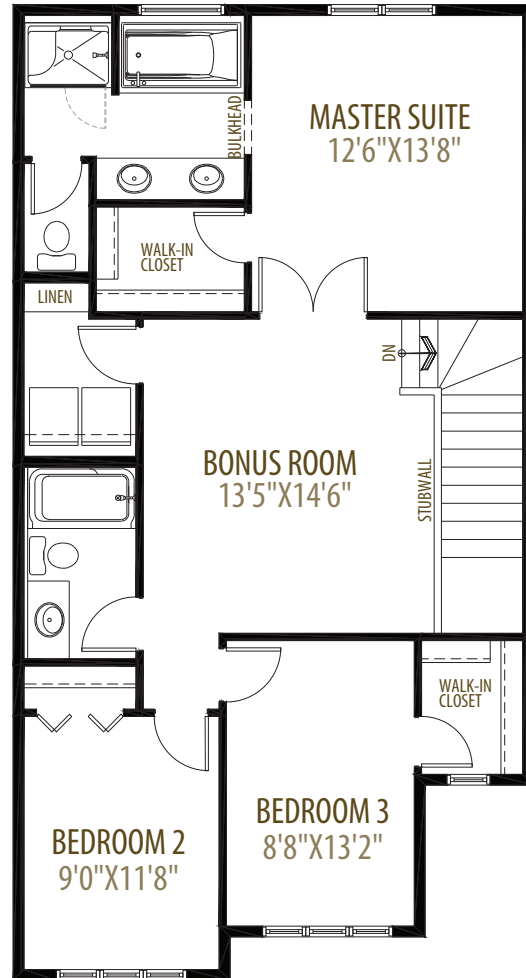 BULKHEAD
MASTER SUITE
12'6"X13'8"
WALK-IN
CLOSET
LINEN
DN
BONUS ROOM
13'5"X14'6"
STUBWALL
WALK-IN
CLOSET
BEDROOM 3
8'8"X13'2"
BEDROOM 2
9'0"X11'8"